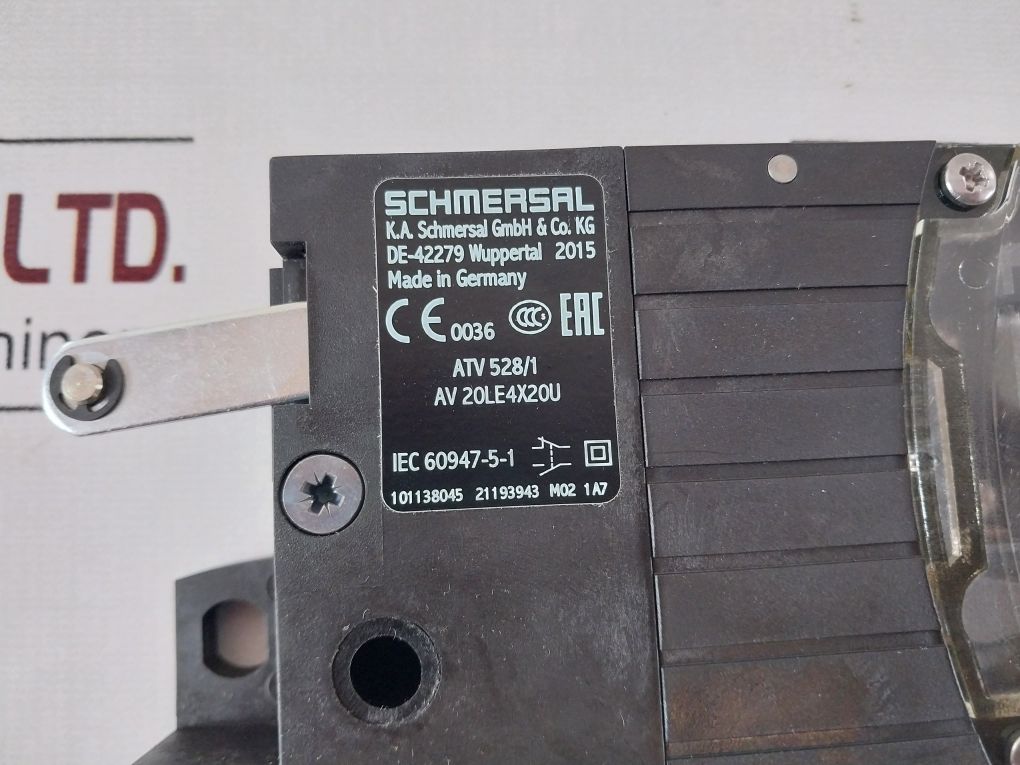 LTD.
SCHMERSAL
K.A. Schmersal GmbH & Co. KG
DE-42279 Wuppertal 2015
Made in Germany
CE 0036 CCC EAC
ATV 528/1
AV 20LE4X20U
IEC 60947-5-1
101138045 21193943 M02 1A7